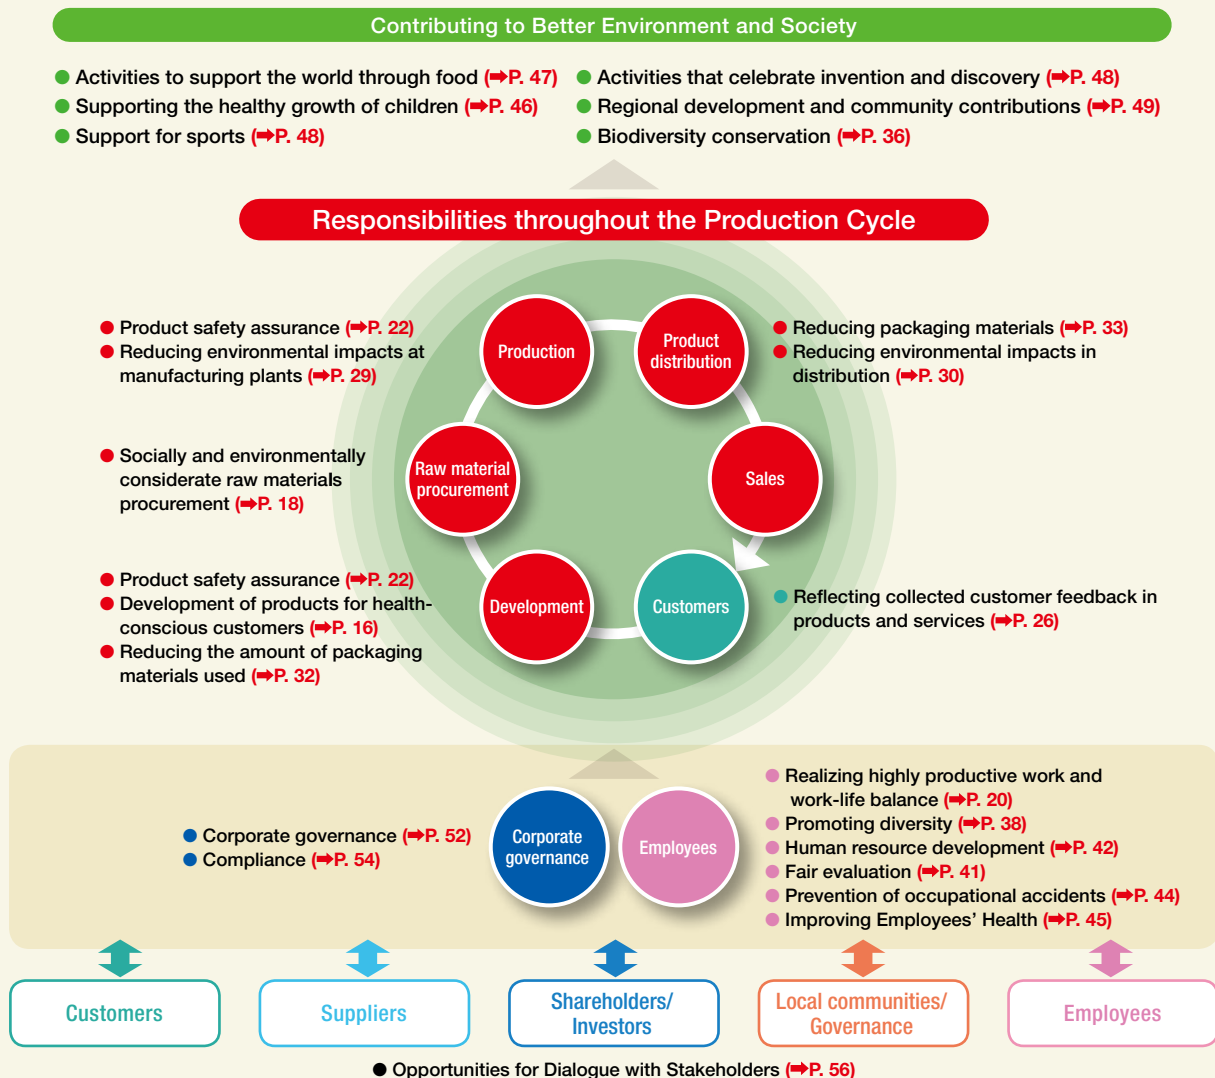 Contributing to Better Environment and Society
● Activities to support the world through food (➡P. 47)
● Supporting the healthy growth of children (➡P. 46)
● Support for sports (➡P. 48)
● Activities that celebrate invention and discovery (➡P. 48)
● Regional development and community contributions (➡P. 49)
● Biodiversity conservation (➡P. 36)
Responsibilities throughout the Production Cycle
● Product safety assurance (➡P. 22)
● Reducing environmental impacts at
manufacturing plants (➡P. 29)
Production
Product
distribution
● Reducing packaging materials (➡P. 33)
● Reducing environmental impacts in
distribution (➡P. 30)
● Socially and environmentally
considerate raw materials
procurement (➡P. 18)
Raw material
procurement
Sales
● Product safety assurance (➡P. 22)
● Development of products for health-
conscious customers (➡P. 16)
● Reducing the amount of packaging
materials used (➡P. 32)
Development
Customers
● Reflecting collected customer feedback in
products and services (➡P. 26)
● Corporate governance (➡P. 52)
● Compliance (➡P. 54)
Corporate
governance
Employees
● Realizing highly productive work and
work-life balance (➡P. 20)
● Promoting diversity (➡P. 38)
● Human resource development (➡P. 42)
● Fair evaluation (➡P. 41)
● Prevention of occupational accidents (➡P. 44)
● Improving Employees' Health (➡P. 45)
Customers
Suppliers
Shareholders/
Investors
Local communities/
Governance
Employees
● Opportunities for Dialogue with Stakeholders (➡P. 56)